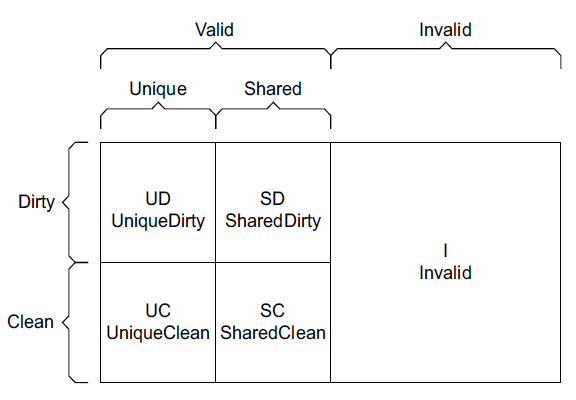 Valid
Invalid
Unique
Shared
Dirty
UD
UniqueDirty
SD
SharedDirty
I
Invalid
Clean
UC
UniqueClean
SC
SharedClean